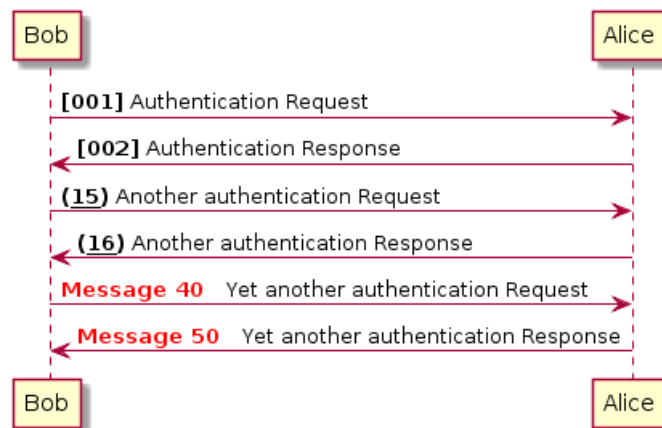 Bob Alice
[001] Authentication Request
[002] Authentication Response
(15) Another authentication Request
(16) Another authentication Response
Message 40 Yet another authentication Request
Message 50 Yet another authentication Response
Bob Alice